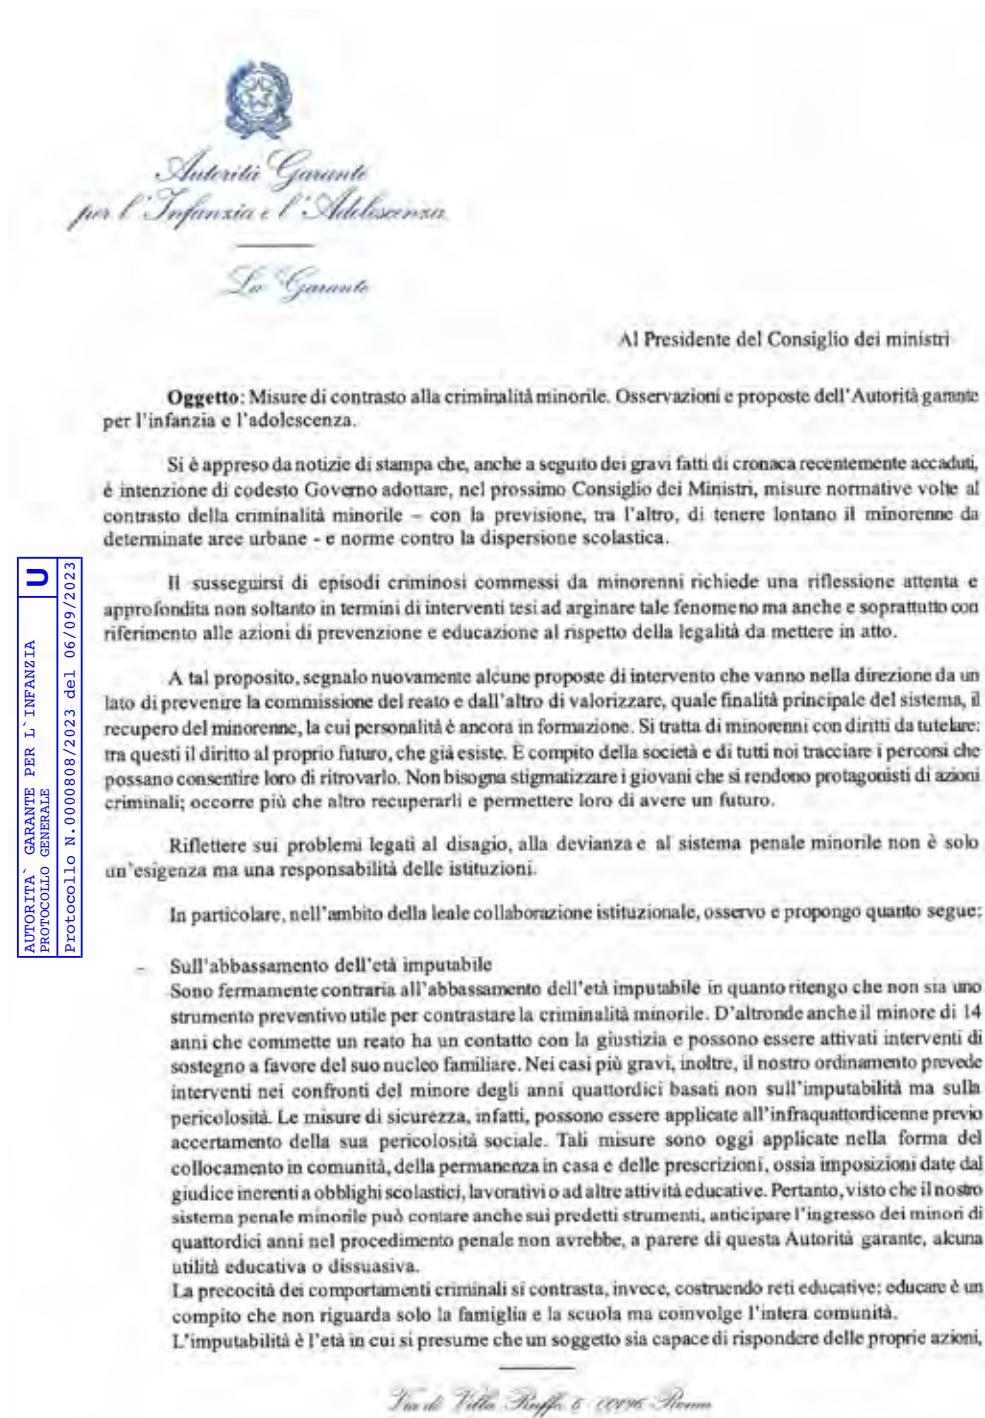 Autorità Garante
per l'Infanzia e l'Adolescenza
La Garante
Al Presidente del Consiglio dei ministri
Oggetto: Misure di contrasto alla criminalità minorile. Osservazioni e proposte dell'Autorità garante
per l'infanzia e l'adolescenza.
Si è appreso da notizie di stampa che, anche a seguito dei gravi fatti di cronaca recentemente accaduti,
è intenzione di codesto Governo adottare, nel prossimo Consiglio dei Ministri, misure normative volte al
contrasto della criminalità minorile – con la previsione, tra l'altro, di tenere lontano il minorenne da
determinate aree urbane - e norme contro la dispersione scolastica.
Il susseguirsi di episodi criminosi commessi da minorenni richiede una riflessione attenta e
approfondita non soltanto in termini di interventi tesi ad arginare tale fenomeno ma anche e soprattutto con
riferimento alle azioni di prevenzione e educazione al rispetto della legalità da mettere in atto.
A tal proposito, segnalo nuovamente alcune proposte di intervento che vanno nella direzione da un
lato di prevenire la commissione del reato e dall'altro di valorizzare, quale finalità principale del sistema, il
recupero del minorenne, la cui personalità è ancora in formazione. Si tratta di minorenni con diritti da tutelare:
tra questi il diritto al proprio futuro, che già esiste. È compito della società e di tutti noi tracciare i percorsi che
possano consentire loro di ritrovarlo. Non bisogna stigmatizzare i giovani che si rendono protagonisti di azioni
criminali; occorre più che altro recuperarli e permettere loro di avere un futuro.
Riflettere sui problemi legati al disagio, alla devianza e al sistema penale minorile non è solo
un'esigenza ma una responsabilità delle istituzioni.
In particolare, nell'ambito della leale collaborazione istituzionale, osservo e propongo quanto segue:
- Sull'abbassamento dell'età imputabile
Sono fermamente contraria all'abbassamento dell'età imputabile in quanto ritengo che non sia uno
strumento preventivo utile per contrastare la criminalità minorile. D'altronde anche il minore di 14
anni che commette un reato ha un contatto con la giustizia e possono essere attivati interventi di
sostegno a favore del suo nucleo familiare. Nei casi più gravi, inoltre, il nostro ordinamento prevede
interventi nei confronti del minore degli anni quattordici basati non sull'imputabilità ma sulla
pericolosità. Le misure di sicurezza, infatti, possono essere applicate all'infraquattordicenne previo
accertamento della sua pericolosità sociale. Tali misure sono oggi applicate nella forma del
collocamento in comunità, della permanenza in casa e delle prescrizioni, ossia imposizioni date dal
giudice inerenti a obblighi scolastici, lavorativi o ad altre attività educative. Pertanto, visto che il nostro
sistema penale minorile può contare anche sui predetti strumenti, anticipare l'ingresso dei minori di
quattordici anni nel procedimento penale non avrebbe, a parere di questa Autorità garante, alcuna
utilità educativa o dissuasiva.
La precocità dei comportamenti criminali si contrasta, invece, costruendo reti educative: educare è un
compito che non riguarda solo la famiglia e la scuola ma coinvolge l'intera comunità.
L'imputabilità è l'età in cui si presume che un soggetto sia capace di rispondere delle proprie azioni,
Via di Villa Ruffo 6 00196 Roma
AUTORITA` GARANTE PER L`INFANZIA
PROTOCOLLO GENERALE
U
Protocollo N.0000808/2023 del 06/09/2023